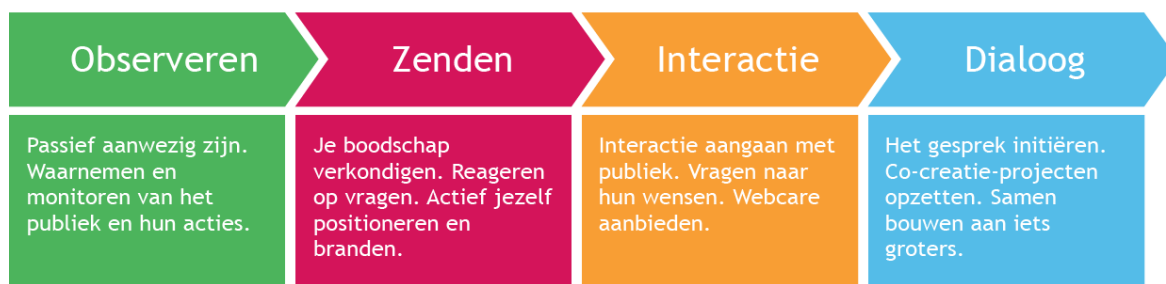 Observeren
Zenden
Interactie
Dialoog
Passief aanwezig zijn.
Waarnemen en
monitoren van het
publiek en hun acties.
Je boodschap
verkondigen. Reageren
op vragen. Actief jezelf
positioneren en
branden.
Interactie aangaan met
publiek. Vragen naar
hun wensen. Webcare
aanbieden.
Het gesprek initiëren.
Co-creatie-projecten
opzetten. Samen
bouwen aan iets
groters.